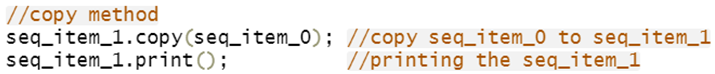 //copy method
seq_item_1.copy(seq_item_0); //copy seq_item_0 to seq_item_1
seq_item_1.print();          //printing the seq_item_1